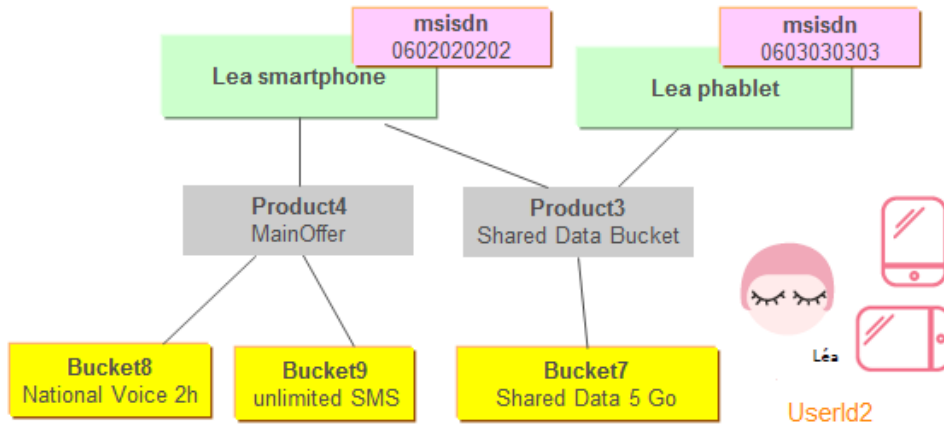 msisdn
0602020202
Lea smartphone
msisdn
0603030303
Lea phablet
Product4
MainOffer
Product3
Shared Data Bucket
Bucket8
National Voice 2h
Bucket9
unlimited SMS
Bucket7
Shared Data 5 Go
Léa
UserId2